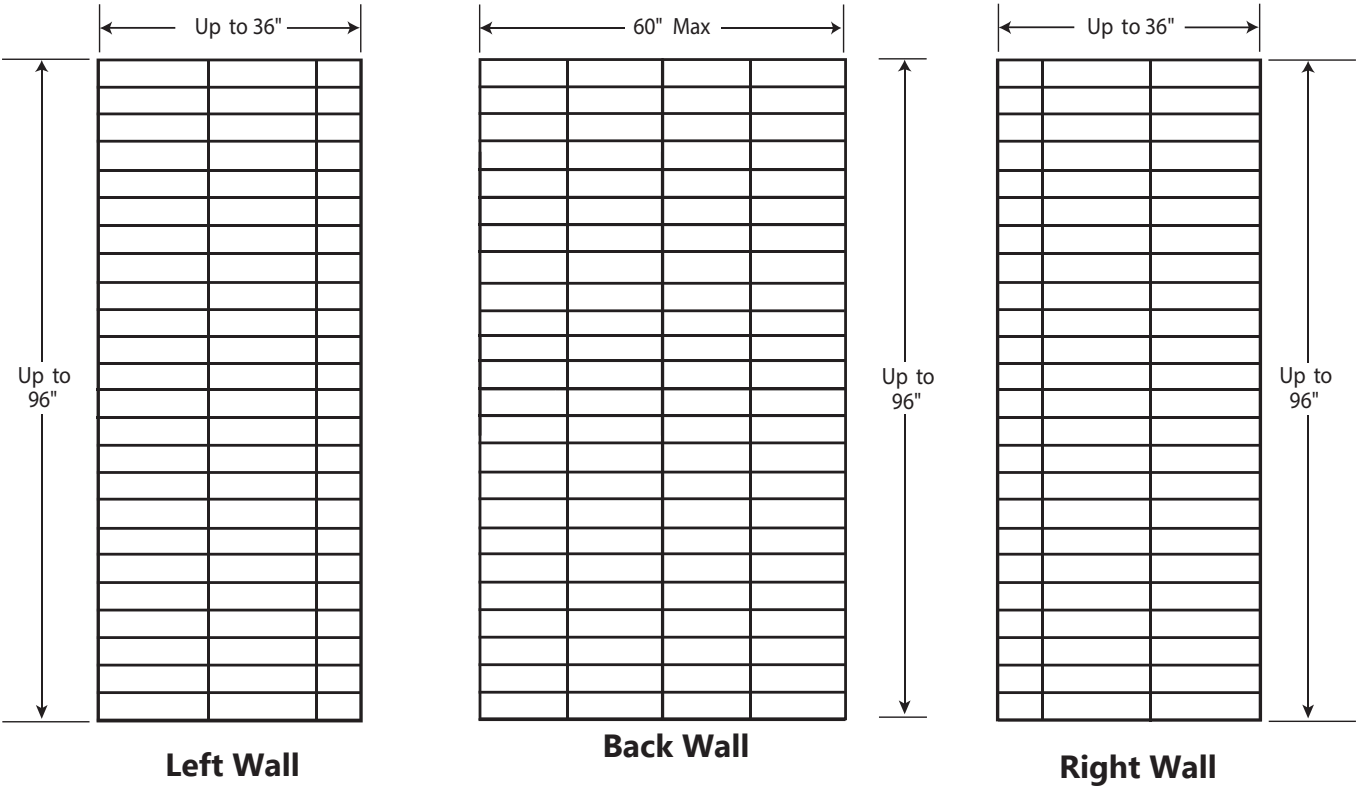 Up to 36"
60" Max
Up to 36"
Up to
96"
Up to
96"
Up to
96"
Left Wall
Back Wall
Right Wall